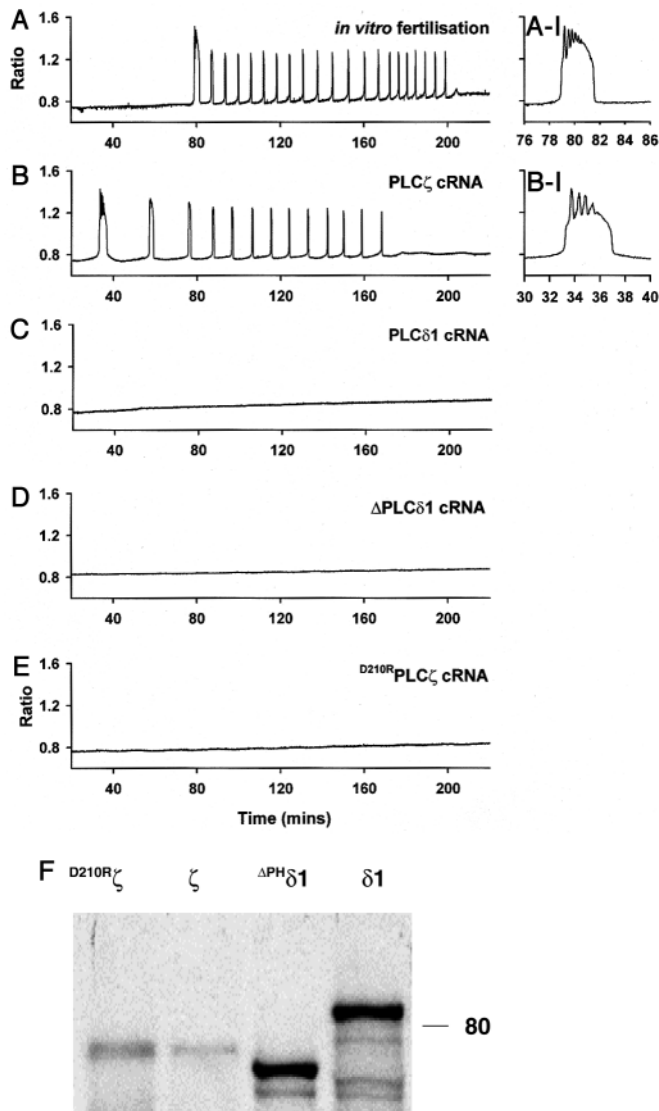 A
in vitro fertilisation
Ratio
1.6
1.2
0.8
40 80 120 160 200
A-I
76 78 80 82 84 86
B
PLCζ cRNA
1.6
1.2
0.8
40 80 120 160 200
B-I
30 32 34 36 38 40
C
PLCδ1 cRNA
1.6
1.2
0.8
40 80 120 160 200
D
ΔPLCδ1 cRNA
1.6
1.2
0.8
40 80 120 160 200
E
D210RPLCζ cRNA
Ratio
1.6
1.2
0.8
40 80 120 160 200
Time (mins)
F
D210Rζ ζ ΔPHδ1 δ1
80